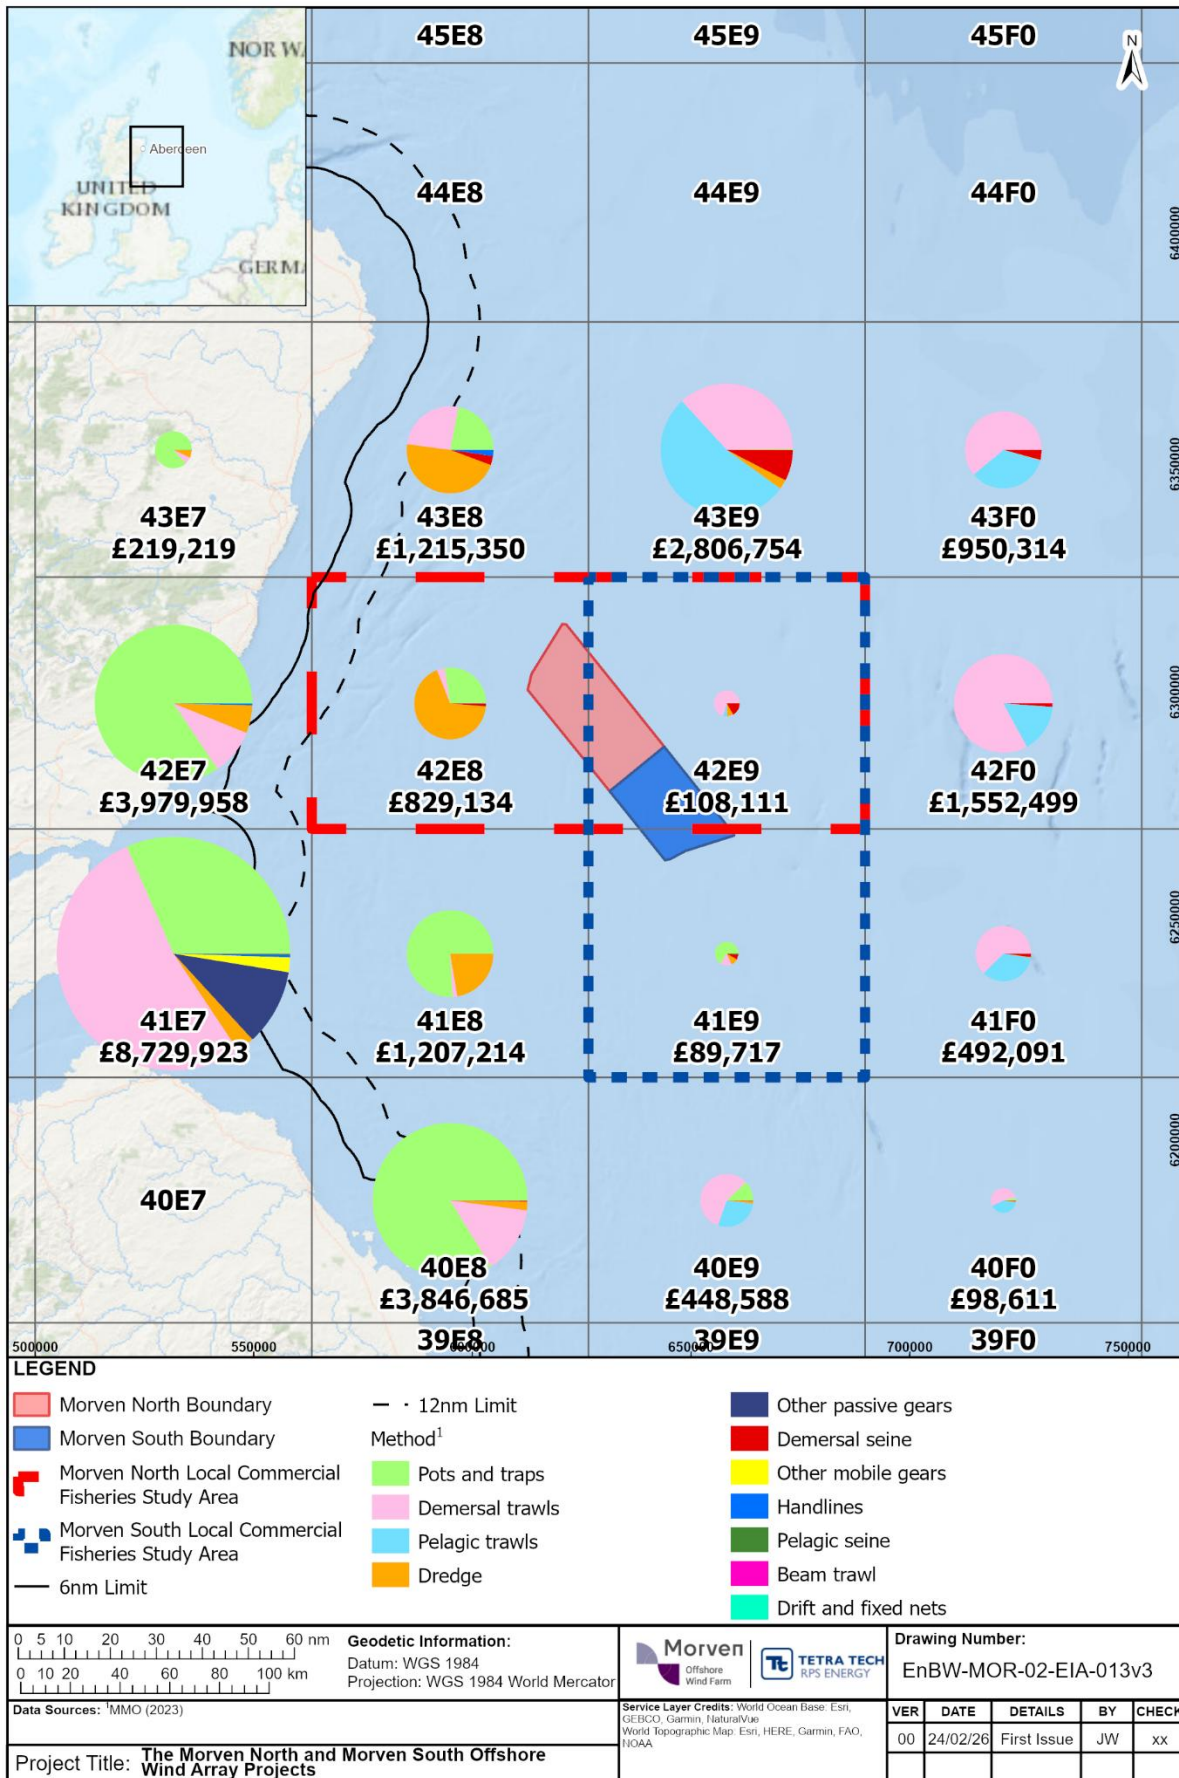 45E8
45E9
45F0
N
NORWA
Aberdeen
UNITED
KINGDOM
GERMA
44E8
44E9
44F0
6400000
43E7
£219,219
43E8
£1,215,350
43E9
£2,806,754
43F0
£950,314
6350000
42E7
£3,979,958
42E8
£829,134
42E9
£108,111
42F0
£1,552,499
6300000
41E7
£8,729,923
41E8
£1,207,214
41E9
£89,717
41F0
£492,091
6250000
40E7
40E8
£3,846,685
40E9
£448,588
40F0
£98,611
6200000
39E8
39E9
39F0
500000
550000
600000
650000
700000
750000
LEGEND
Morven North Boundary
Morven South Boundary
Morven North Local Commercial
Fisheries Study Area
Morven South Local Commercial
Fisheries Study Area
6nm Limit
12nm Limit
Method1
Pots and traps
Demersal trawls
Pelagic trawls
Dredge
Other passive gears
Demersal seine
Other mobile gears
Handlines
Pelagic seine
Beam trawl
Drift and fixed nets
0 5 10 20 30 40 50 60 nm
0 10 20 40 60 80 100 km
Geodetic Information:
Datum: WGS 1984
Projection: WGS 1984 World Mercator
Morven
Offshore
Wind Farm
TETRA TECH
RPS ENERGY
Drawing Number:
EnBW-MOR-02-EIA-013v3
Data Sources: 1MMO (2023)
Service Layer Credits: World Ocean Base: Esri,
GEBCO, Garmin, NaturalVue
World Topographic Map: Esri, HERE, Garmin, FAO,
NOAA
VER DATE DETAILS BY CHECK
00 24/02/26 First Issue JW xx
Project Title: The Morven North and Morven South Offshore
Wind Array Projects